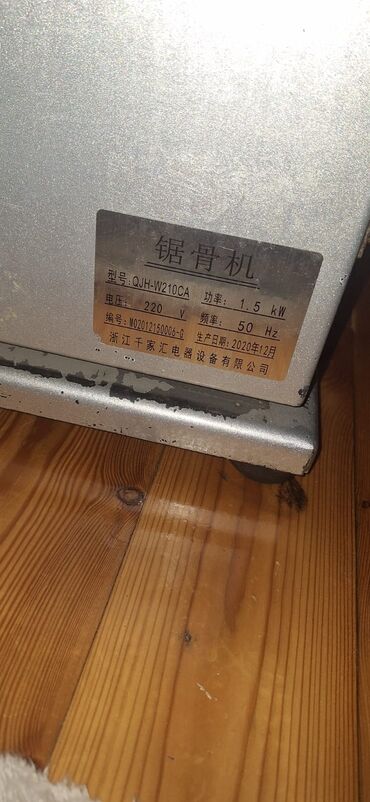 锯骨机
型号: QJH-W210CA 功率: 1.5 kW
电压: 220 V 频率: 50 Hz
编号: M02012150006-G 生产日期: 2020年12月
浙江千家汇电器设备有限公司